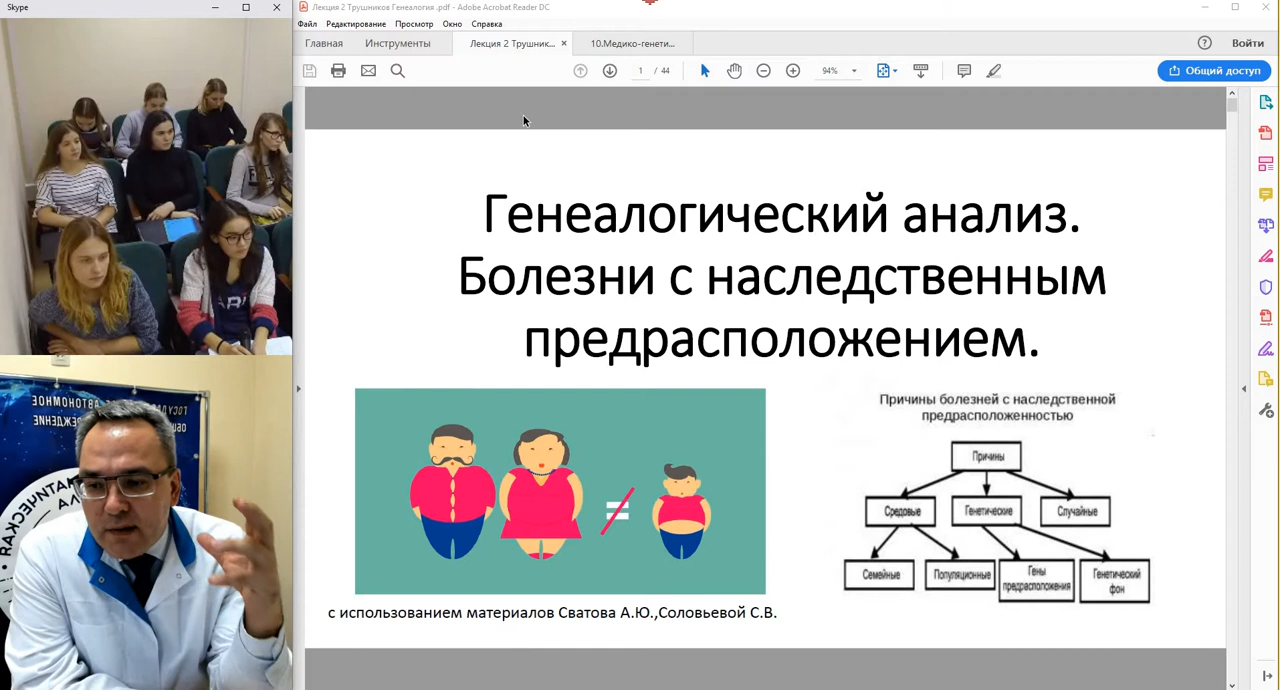 Skype
Лекция 2 Трушников Генеалогия .pdf - Adobe Acrobat Reader DC
Файл Редактирование Просмотр Окно Справка
Главная Инструменты Лекция 2 Трушник... × 10.Медико-генети... Войти
1 / 44 94% Общий доступ
Генеалогический анализ.
Болезни с наследственным
предрасположением.
Причины болезней с наследственной
предрасположенностью
Причины
Средовые Генетические Случайные
Семейные Популяционные Гены
предрасположения Генетический
фон
с использованием материалов Сватова А.Ю.,Соловьевой С.В.